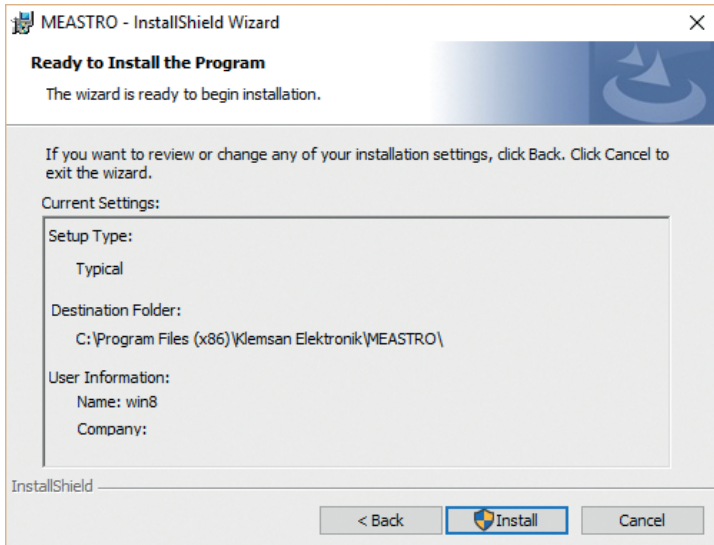 MEASTRO - InstallShield Wizard
Ready to Install the Program
The wizard is ready to begin installation.
If you want to review or change any of your installation settings, click Back. Click Cancel to
exit the wizard.
Current Settings:
Setup Type:
Typical
Destination Folder:
C:\Program Files (x86)\Klemsan Elektronik\MEASTRO\
User Information:
Name: win8
Company:
InstallShield
< Back
Install
Cancel